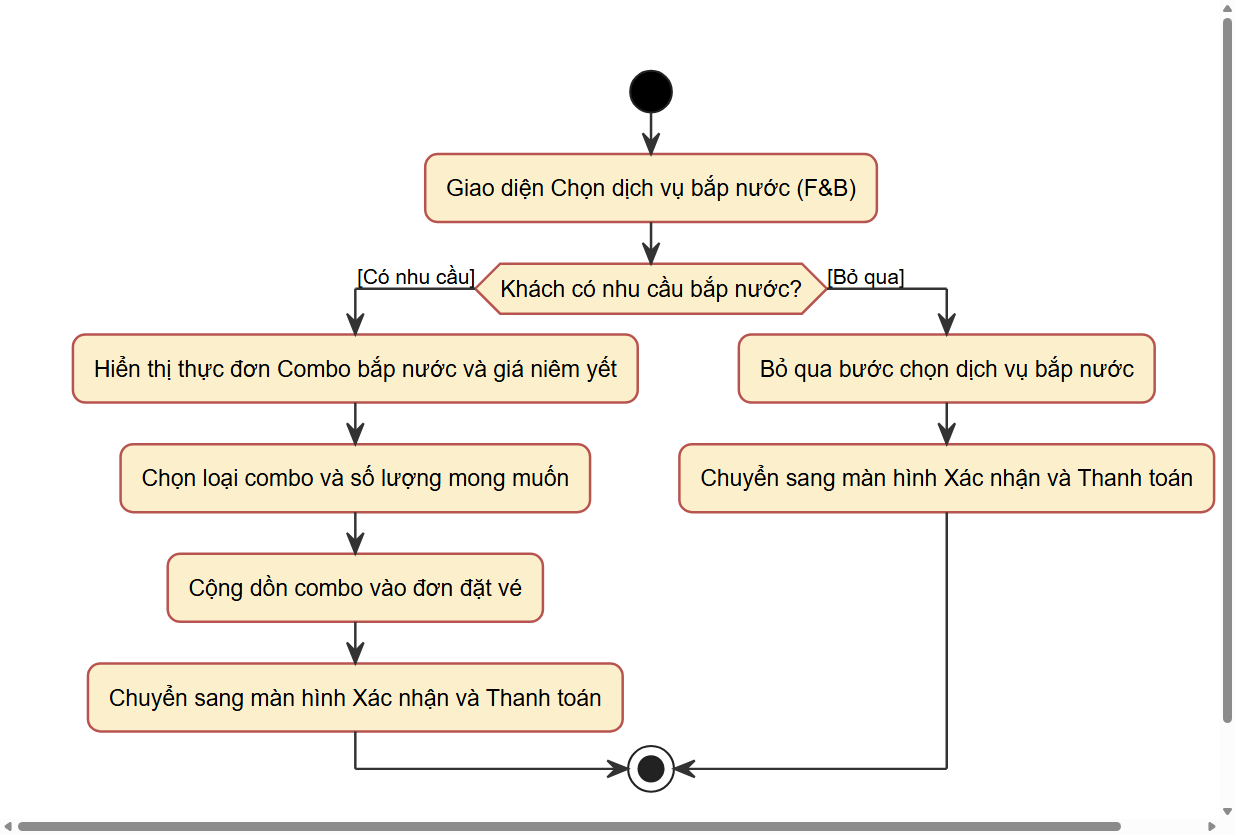 Giao diện Chọn dịch vụ bắp nước (F&B)
[Có nhu cầu]
Khách có nhu cầu bắp nước?
[Bỏ qua]
Hiển thị thực đơn Combo bắp nước và giá niêm yết
Bỏ qua bước chọn dịch vụ bắp nước
Chọn loại combo và số lượng mong muốn
Chuyển sang màn hình Xác nhận và Thanh toán
Cộng dồn combo vào đơn đặt vé
Chuyển sang màn hình Xác nhận và Thanh toán